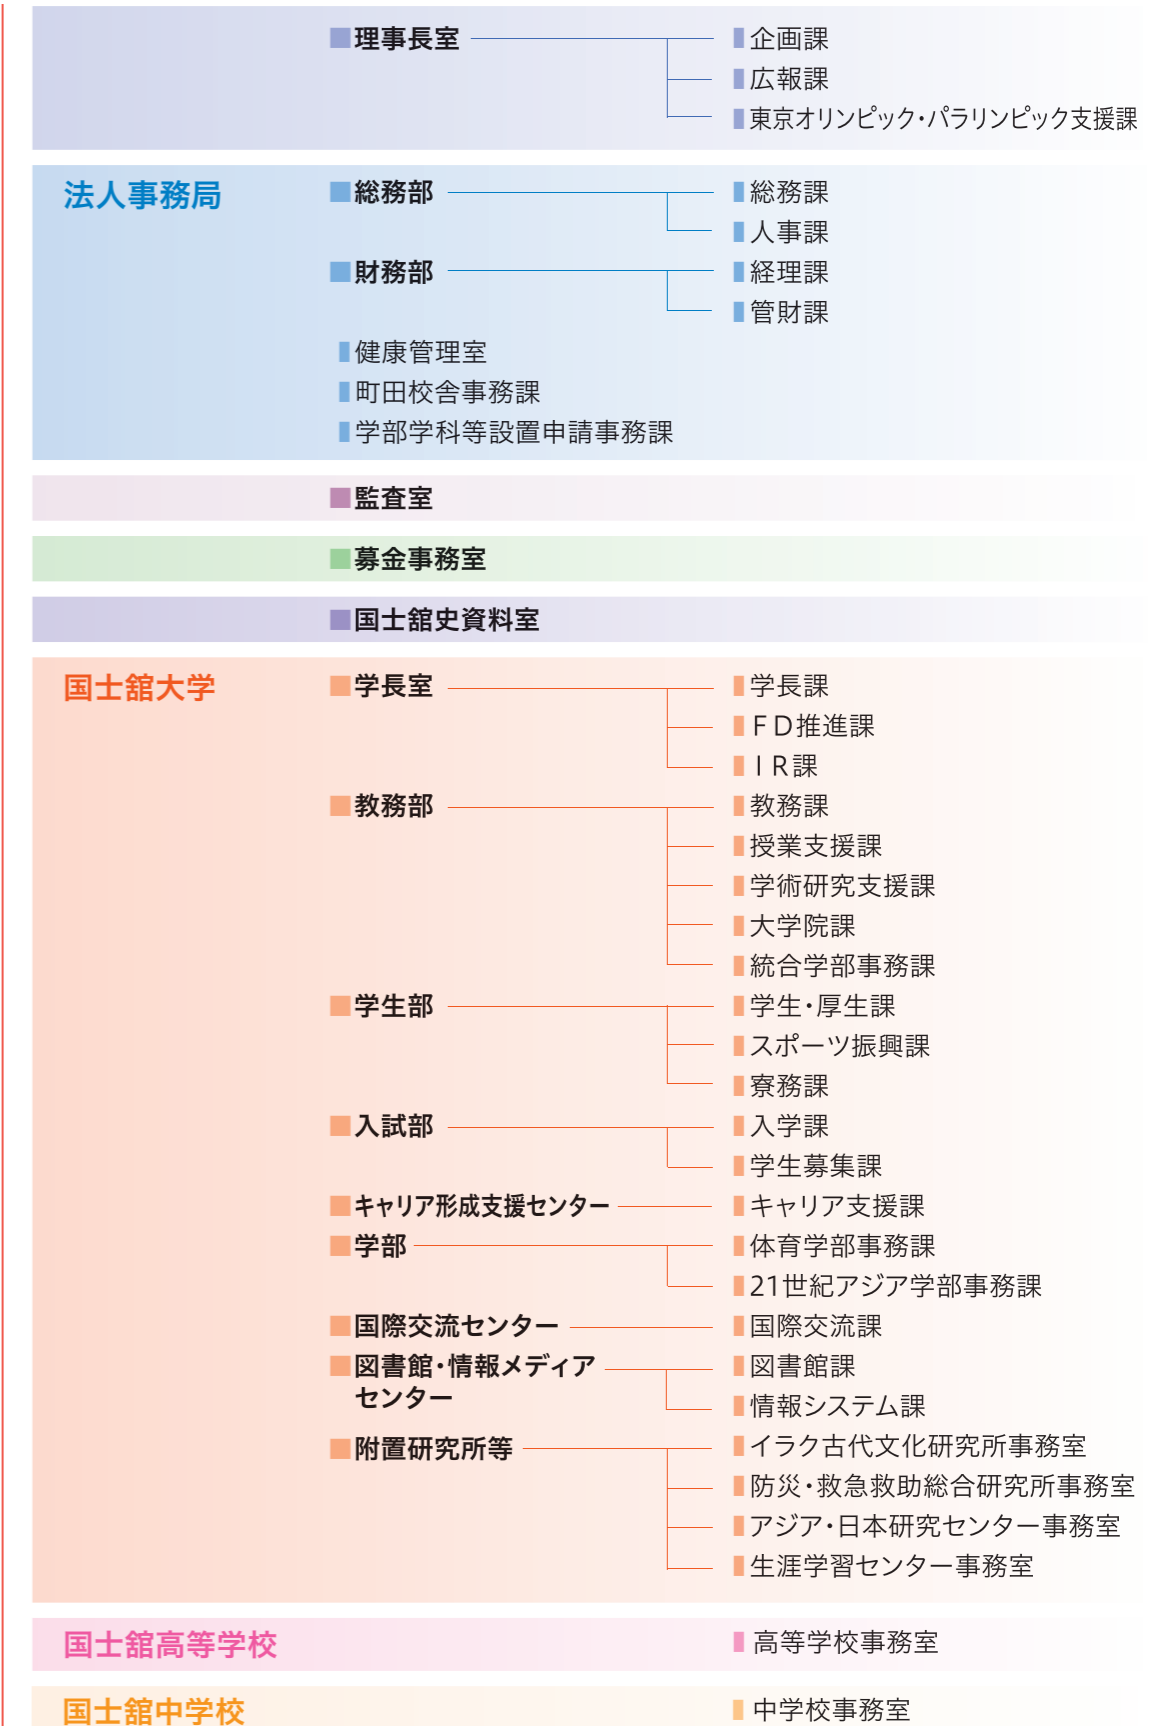 理事長室
企画課
広報課
東京オリンピック・パラリンピック支援課
法人事務局
総務部
総務課
人事課
財務部
経理課
管財課
健康管理室
町田校舎事務課
学部学科等設置申請事務課
監査室
募金事務室
国士舘史資料室
国士舘大学
学長室
学長課
ＦＤ推進課
ＩＲ課
教務部
教務課
授業支援課
学術研究支援課
大学院課
統合学部事務課
学生部
学生・厚生課
スポーツ振興課
寮務課
入試部
入学課
学生募集課
キャリア形成支援センター
キャリア支援課
学部
体育学部事務課
21世紀アジア学部事務課
国際交流センター
国際交流課
図書館・情報メディア
センター
図書館課
情報システム課
附置研究所等
イラク古代文化研究所事務室
防災・救急救助総合研究所事務室
アジア・日本研究センター事務室
生涯学習センター事務室
国士舘高等学校
高等学校事務室
国士舘中学校
中学校事務室